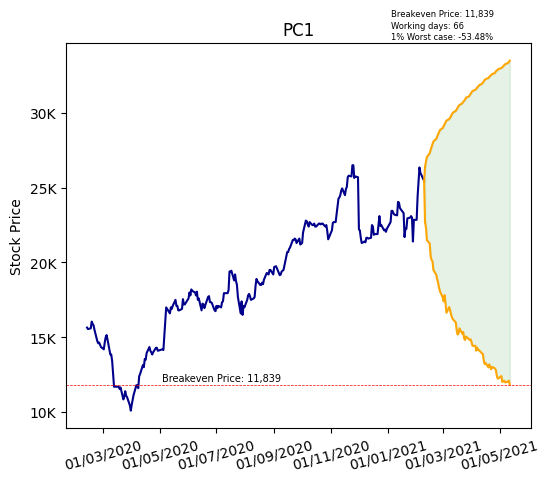 Breakeven Price: 11,839
Working days: 66
1% Worst case: -53.48%
PC1
Stock Price
30K
25K
20K
15K
10K
Breakeven Price: 11,839
01/03/2020
01/05/2020
01/07/2020
01/09/2020
01/11/2020
01/01/2021
01/03/2021
01/05/2021